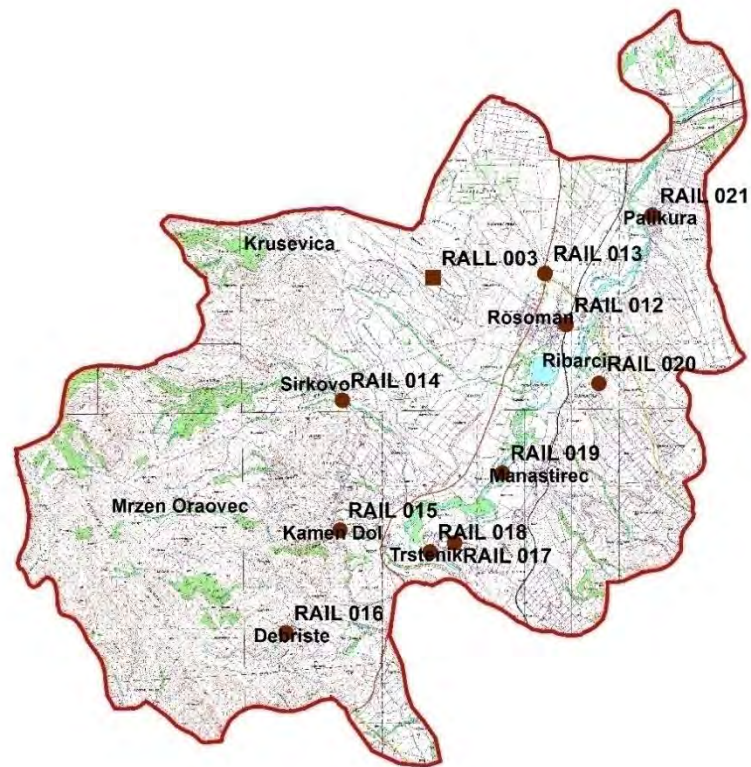 RAIL 021
Palikura
Krusevica
RALL 003
RAIL 013
RAIL 012
Rosoman
Ribarci
RAIL 020
Sirkovo
RAIL 014
RAIL 019
Manastirec
Mrzen Oraovec
RAIL 015
Kamen Dol
RAIL 018
Trstenik
RAIL 017
RAIL 016
Debriste